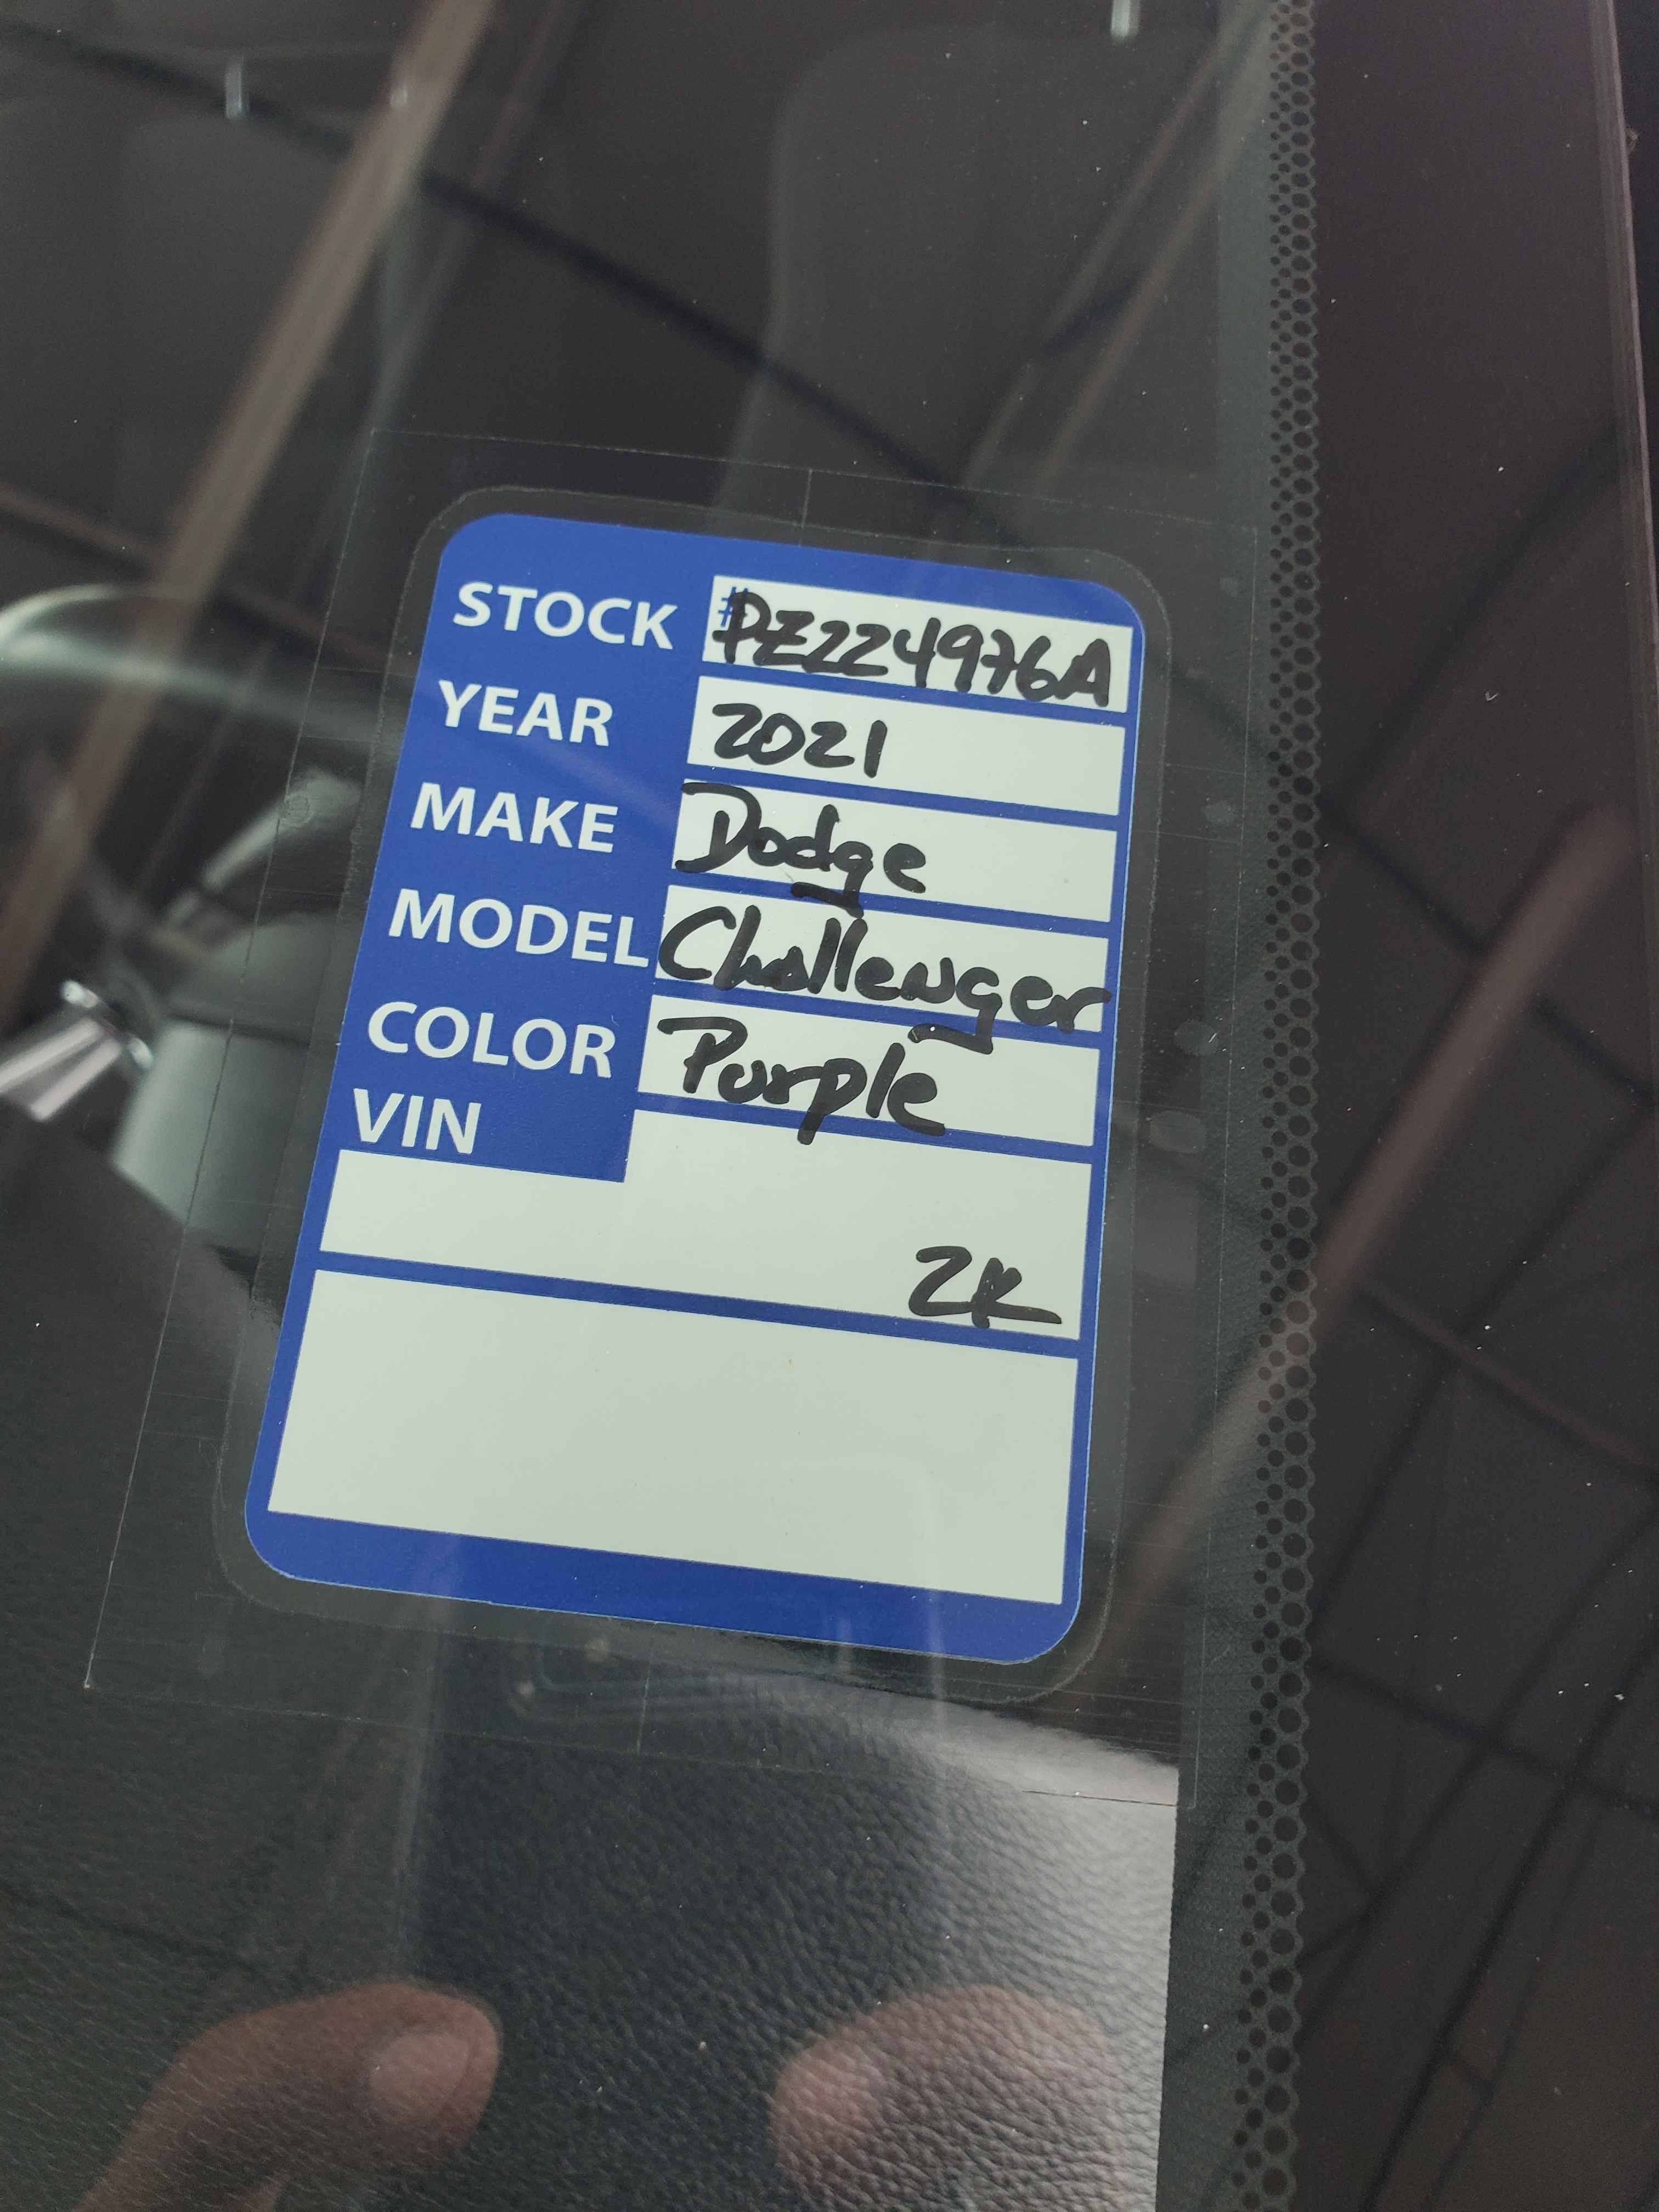 STOCK #PZ224976A
YEAR 2021
MAKE Dodge
MODEL Challenger
COLOR Purple
VIN
2K